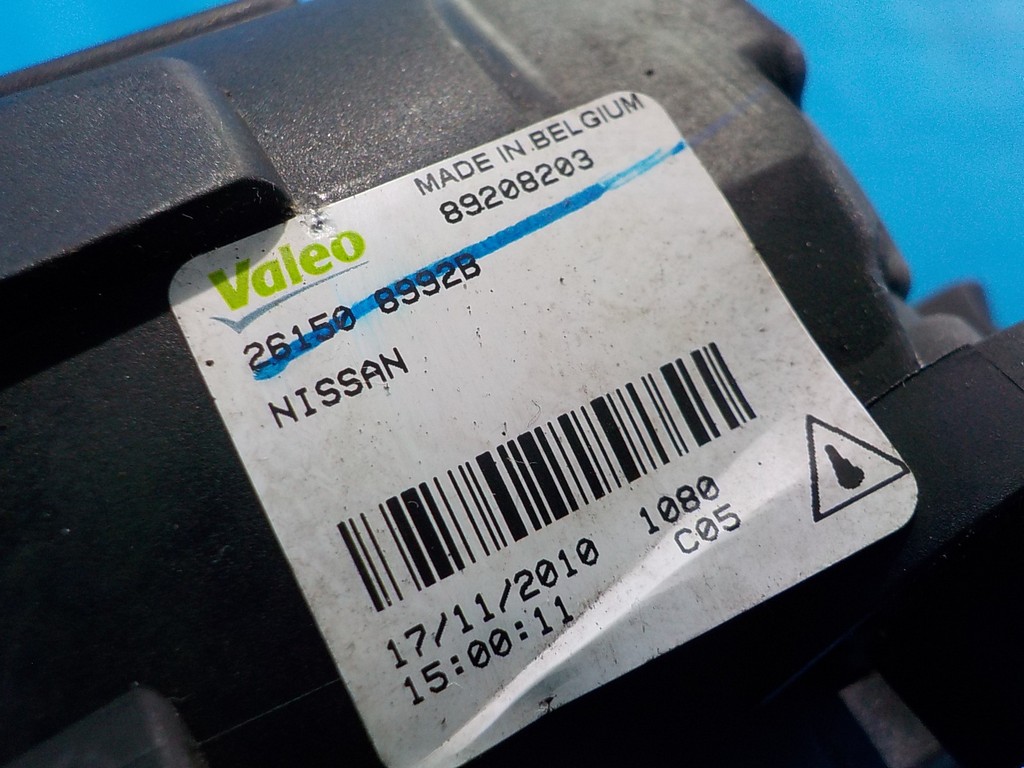 MADE IN BELGIUM
89208203
Valeo
26150 8992B
NISSAN
1080
C05
17/11/2010
15:00:11